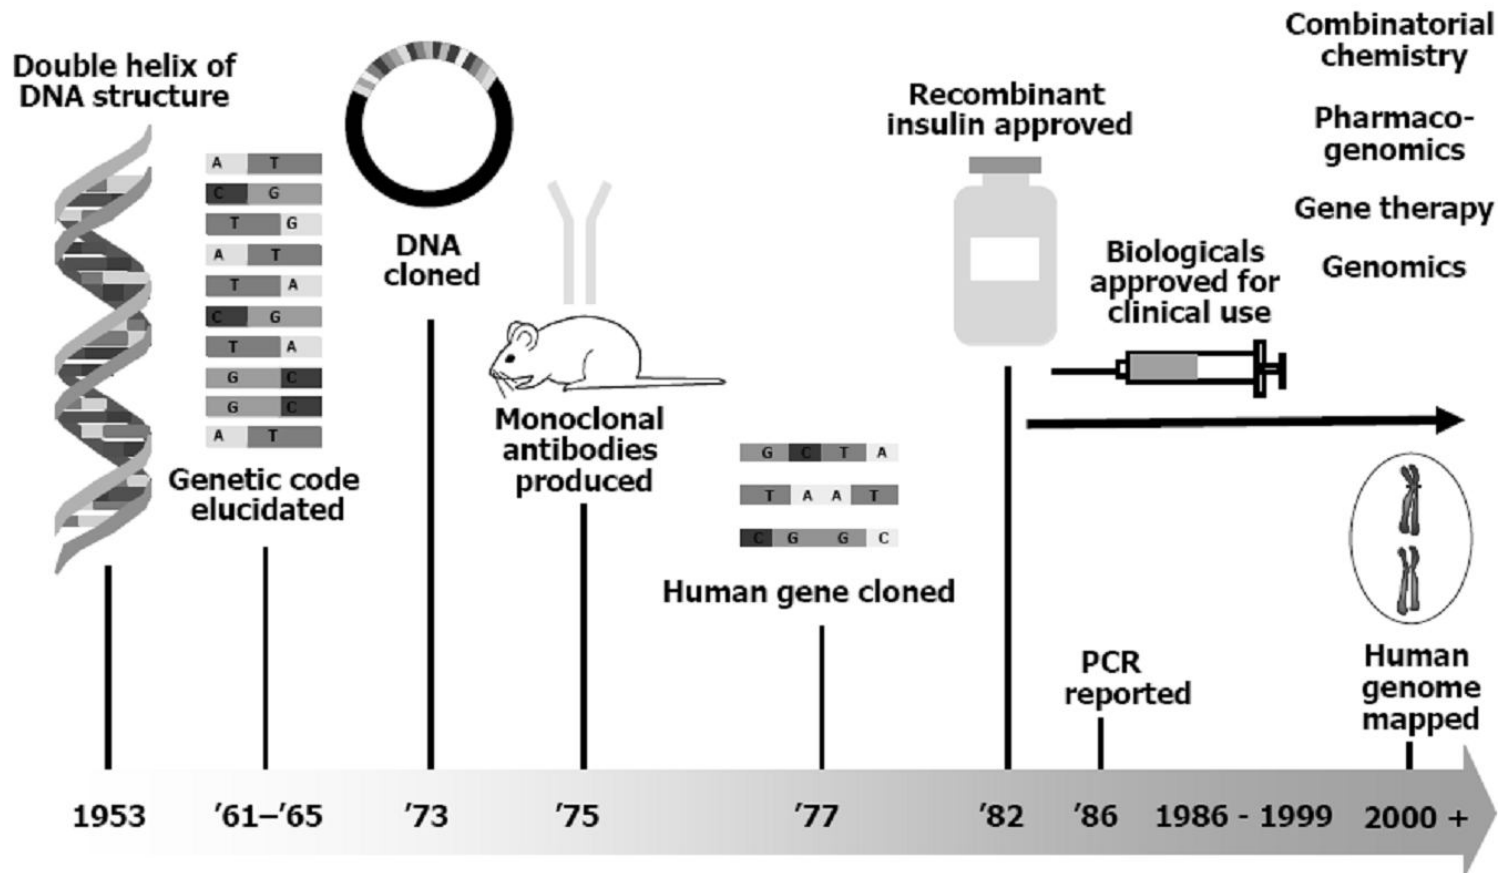 Double helix of
DNA structure
A T
C G
T G
A T
T A
C G
T A
G C
G C
A T
Genetic code
elucidated
DNA
cloned
Monoclonal
antibodies
produced
G C T A
T A A T
C G G C
Human gene cloned
Recombinant
insulin approved
Biologicals
approved for
clinical use
PCR
reported
Combinatorial
chemistry
Pharmaco-
genomics
Gene therapy
Genomics
Human
genome
mapped
1953 ’61–’65 ’73 ’75 ’77 ’82 ’86 1986 - 1999 2000 +